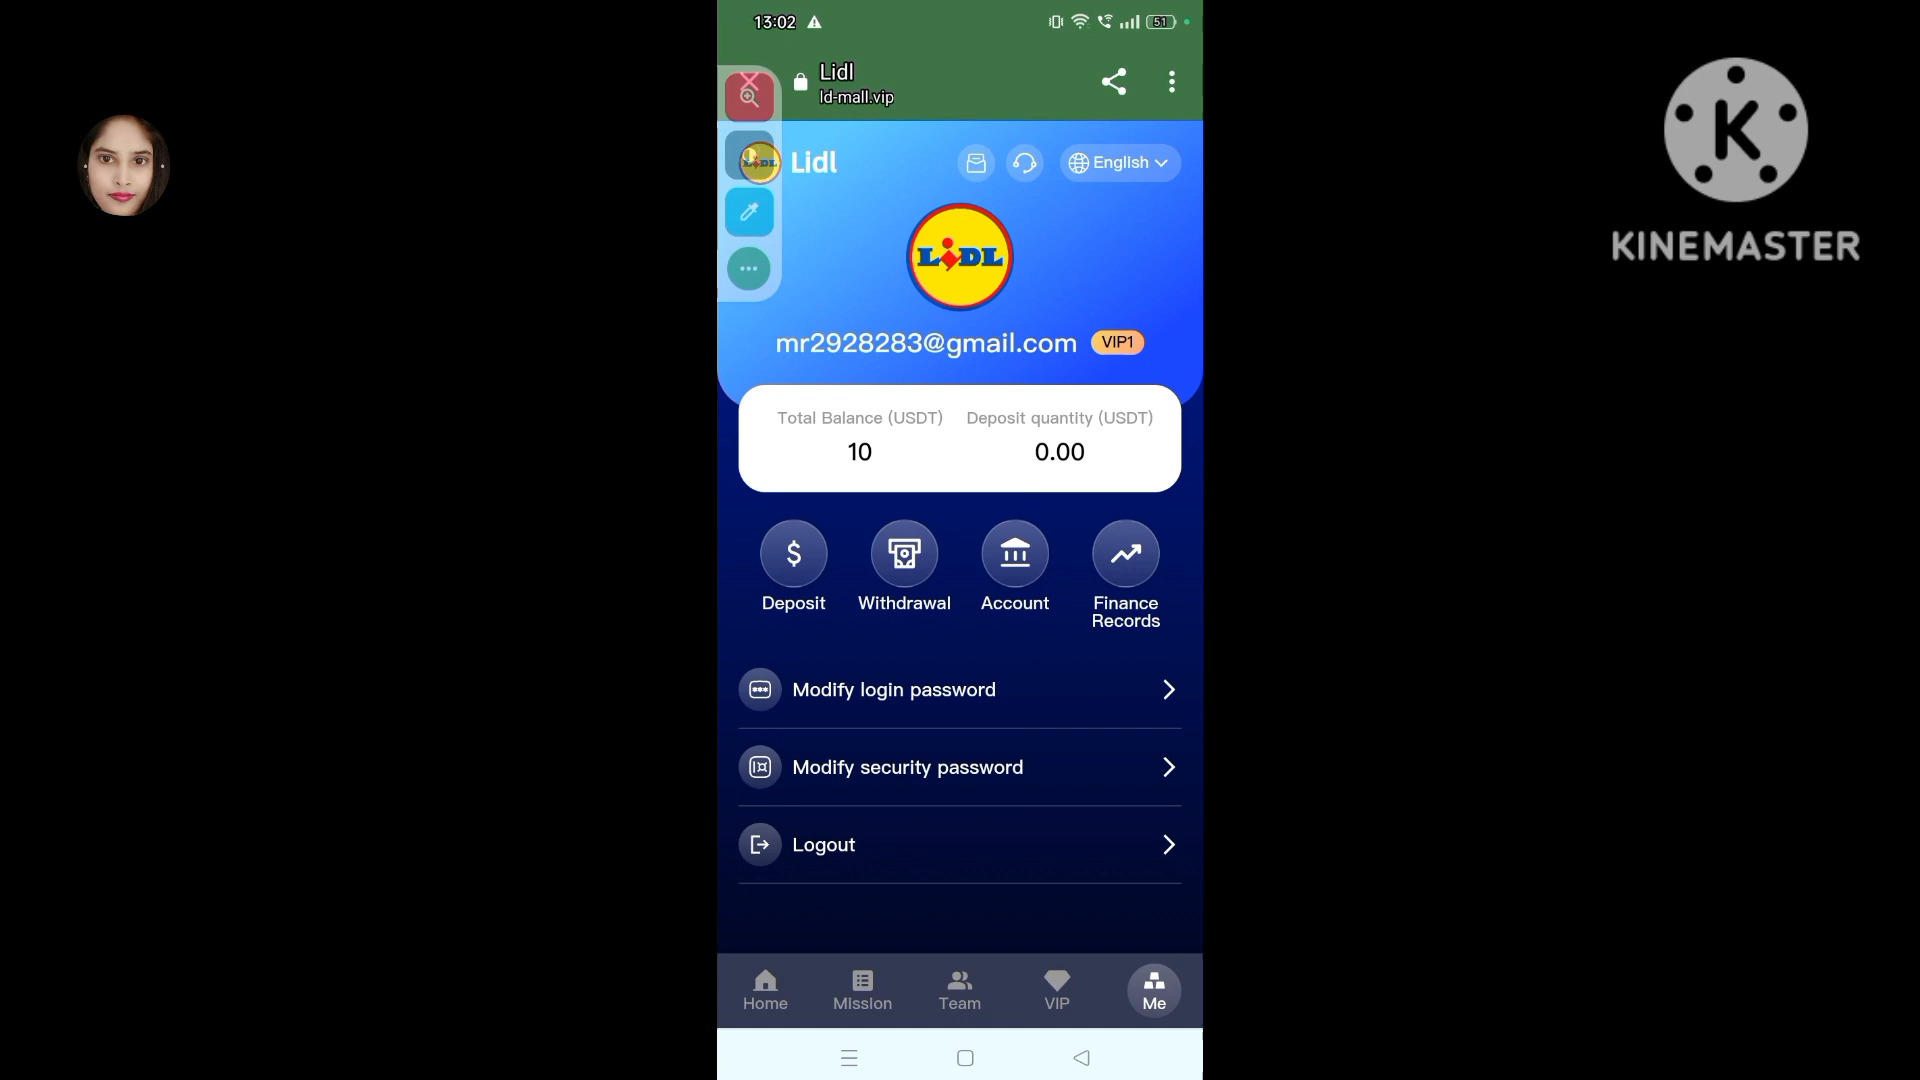 13:02
51
Lidl
ld-mall.vip
LIDL
Lidl
English
LIDL
mr2928283@gmail.com VIP1
Total Balance (USDT) Deposit quantity (USDT)
10 0.00
Deposit Withdrawal Account Finance Records
Modify login password
Modify security password
Logout
Home Mission Team VIP Me
K
KINEMASTER